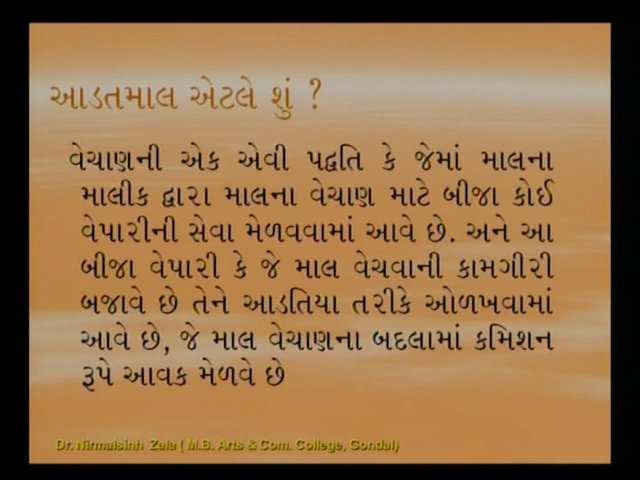 આડતમાલ એટલે શું ?
વેચાણની એક એવી પદ્વતિ કે જેમાં માલના
માલીક દ્વારા માલના વેચાણ માટે બીજા કોઈ
વેપારીની સેવા મેળવવામાં આવે છે. અને આ
બીજા વેપારી કે જે માલ વેચવાની કામગીરી
બજાવે છે તેને આડતિયા તરીકે ઓળખવામાં
આવે છે, જે માલ વેચાણના બદલામાં કમિશન
રૂપે આવક મેળવે છે
Dr. Nirmalsinh Zala ( M.B. Arts & Com. College, Gondal)